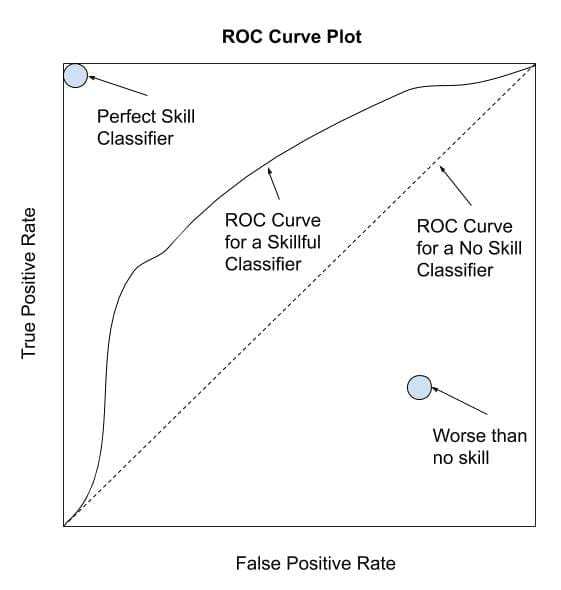 ROC Curve Plot
Perfect Skill
Classifier
True Positive Rate
ROC Curve
for a Skillful
Classifier
ROC Curve
for a No Skill
Classifier
Worse than
no skill
False Positive Rate